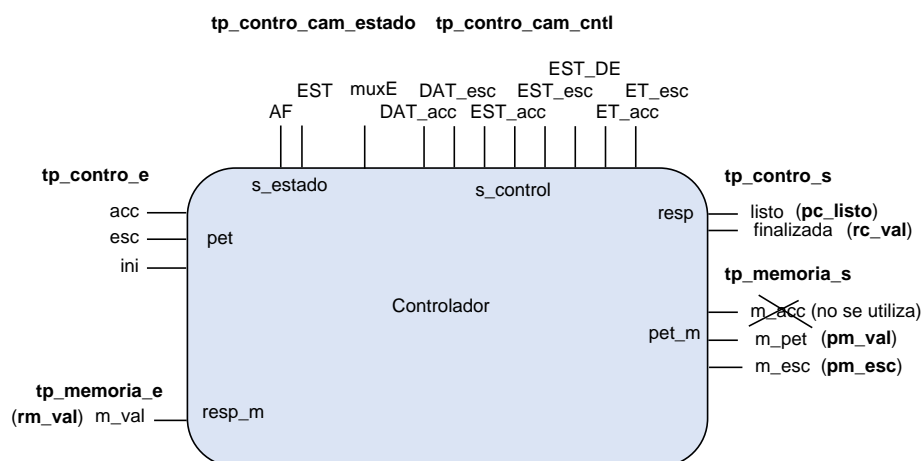 tp_contro_cam_estado tp_contro_cam_cntl
EST_DE
EST muxE DAT_esc EST_esc ET_esc
AF DAT_acc EST_acc ET_acc
tp_contro_e
s_estado s_control
tp_contro_s
acc
resp listo (pc_listo)
esc pet
finalizada (rc_val)
ini
tp_memoria_s
Controlador
m_acc (no se utiliza)
pet_m m_pet (pm_val)
m_esc (pm_esc)
tp_memoria_e
(rm_val) m_val resp_m